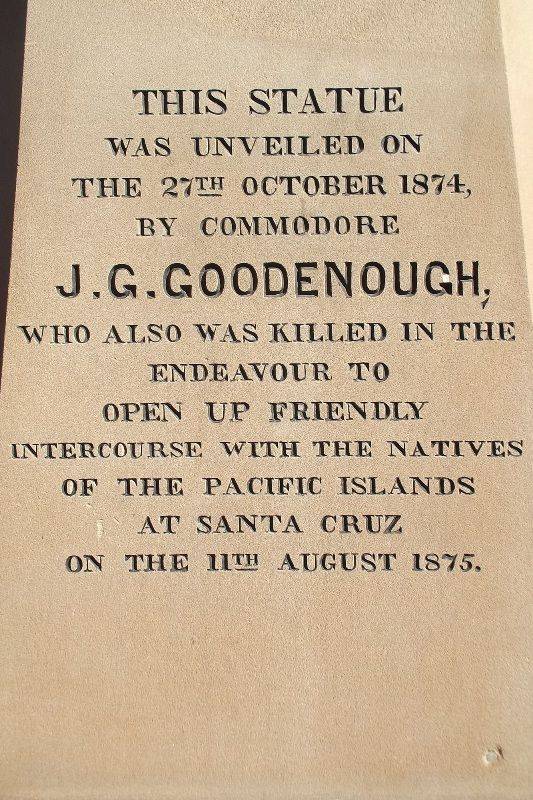 THIS STATUE
WAS UNVEILED ON
THE 27TH OCTOBER 1874,
BY COMMODORE
J.G.GOODENOUGH,
WHO ALSO WAS KILLED IN THE
ENDEAVOUR TO
OPEN UP FRIENDLY
INTERCOURSE WITH THE NATIVES
OF THE PACIFIC ISLANDS
AT SANTA CRUZ
ON THE 11TH AUGUST 1875.